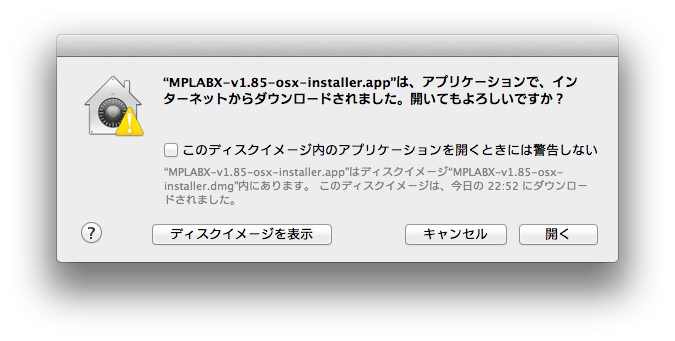 “MPLABX-v1.85-osx-installer.app”は、アプリケーションで、イン
ターネットからダウンロードされました。開いてもよろしいですか？
このディスクイメージ内のアプリケーションを開くときには警告しない
“MPLABX-v1.85-osx-installer.app”はディスクイメージ“MPLABX-v1.85-osx-
installer.dmg”内にあります。 このディスクイメージは、今日の 22:52 にダウンロー
ドされました。
?
ディスクイメージを表示
キャンセル
開く